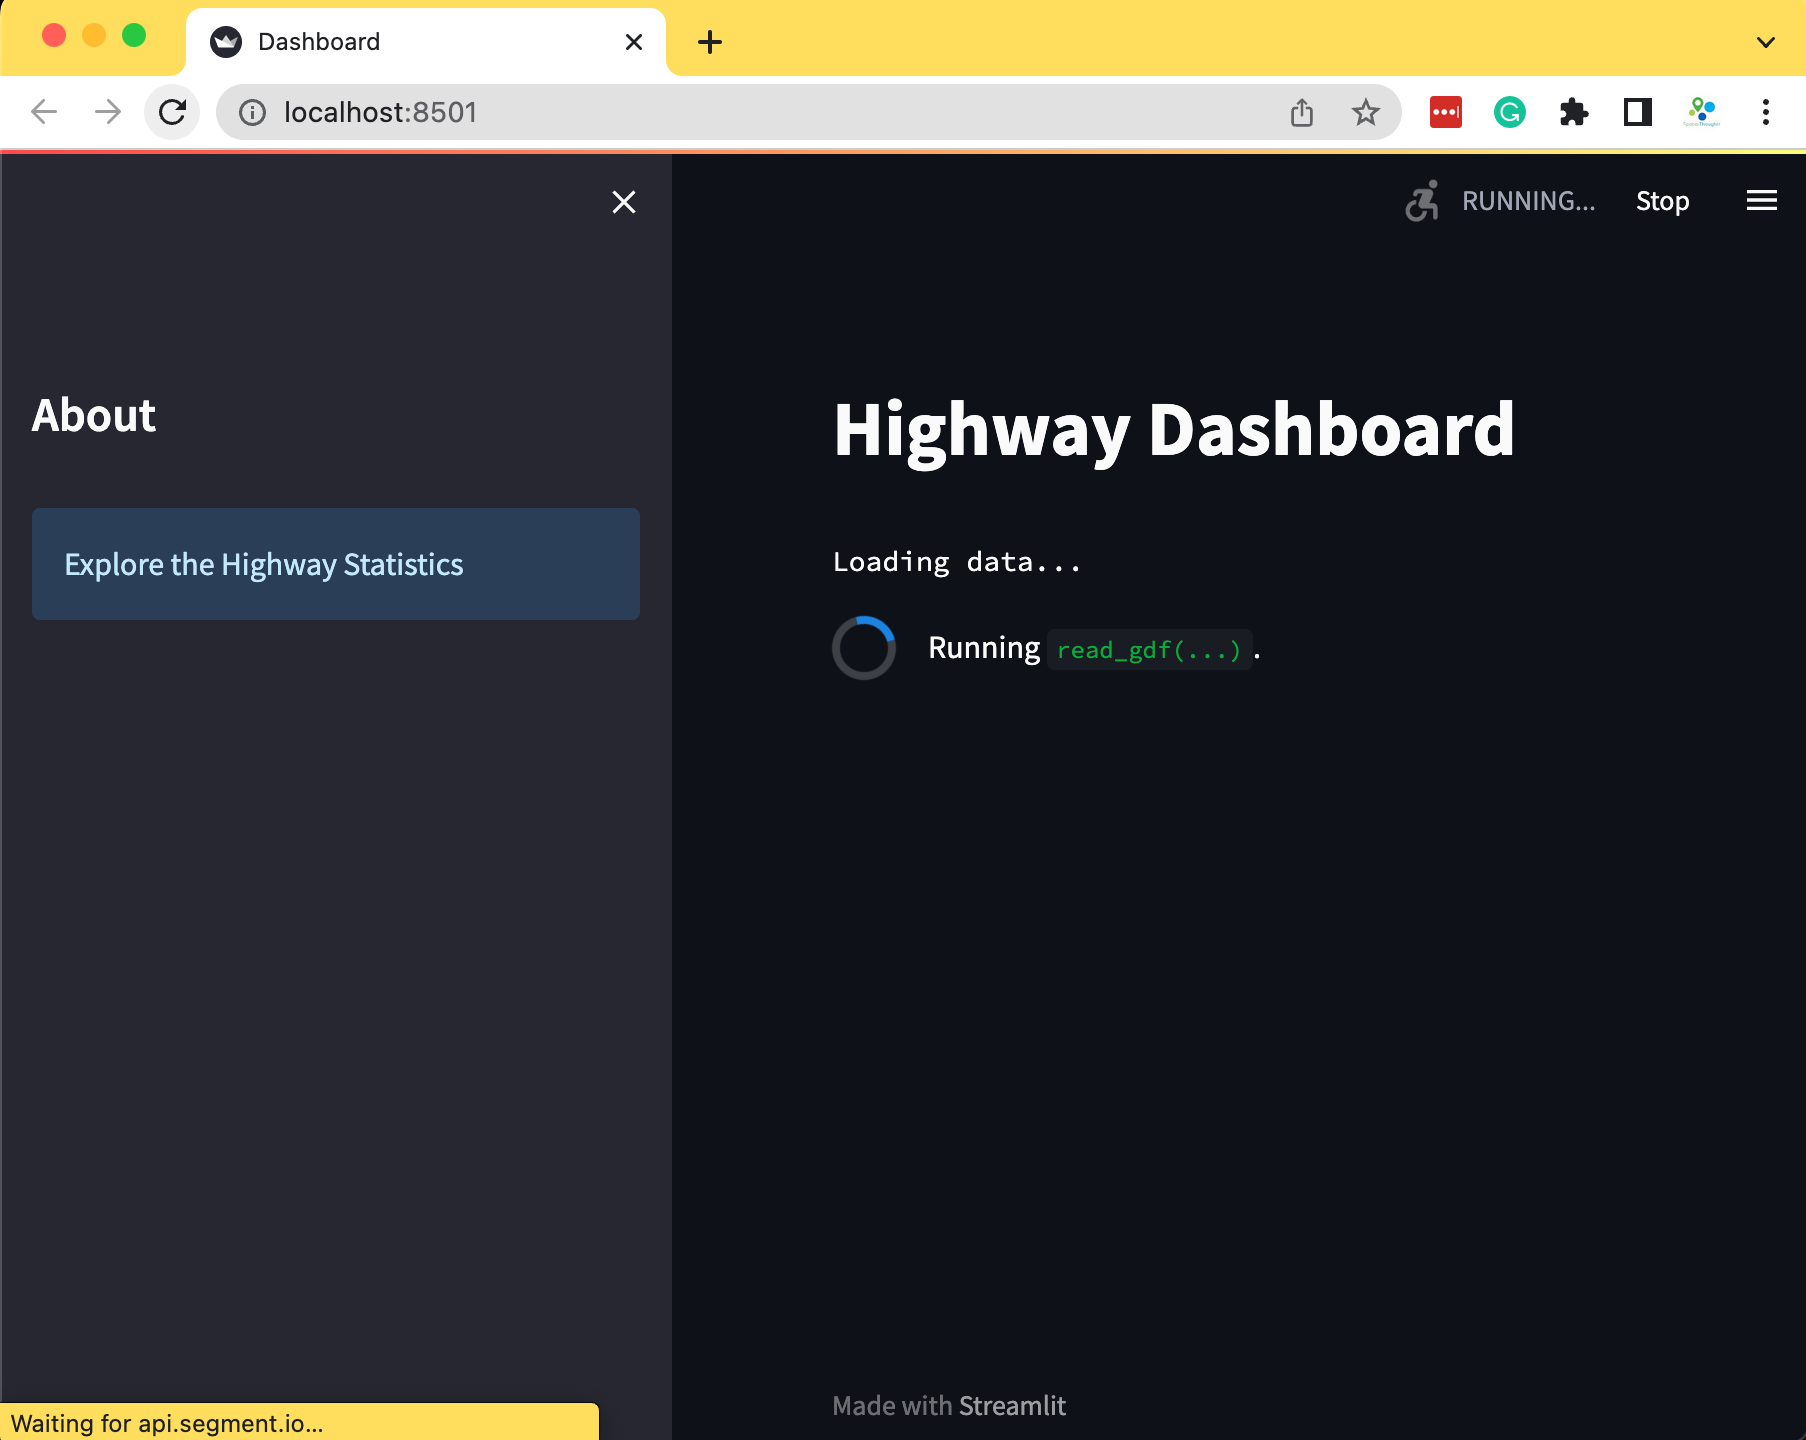 Dashboard
localhost:8501
RUNNING...
Stop
About
Explore the Highway Statistics
Highway Dashboard
Loading data...
Running read_gdf(...).
Made with Streamlit
Waiting for api.segment.io...